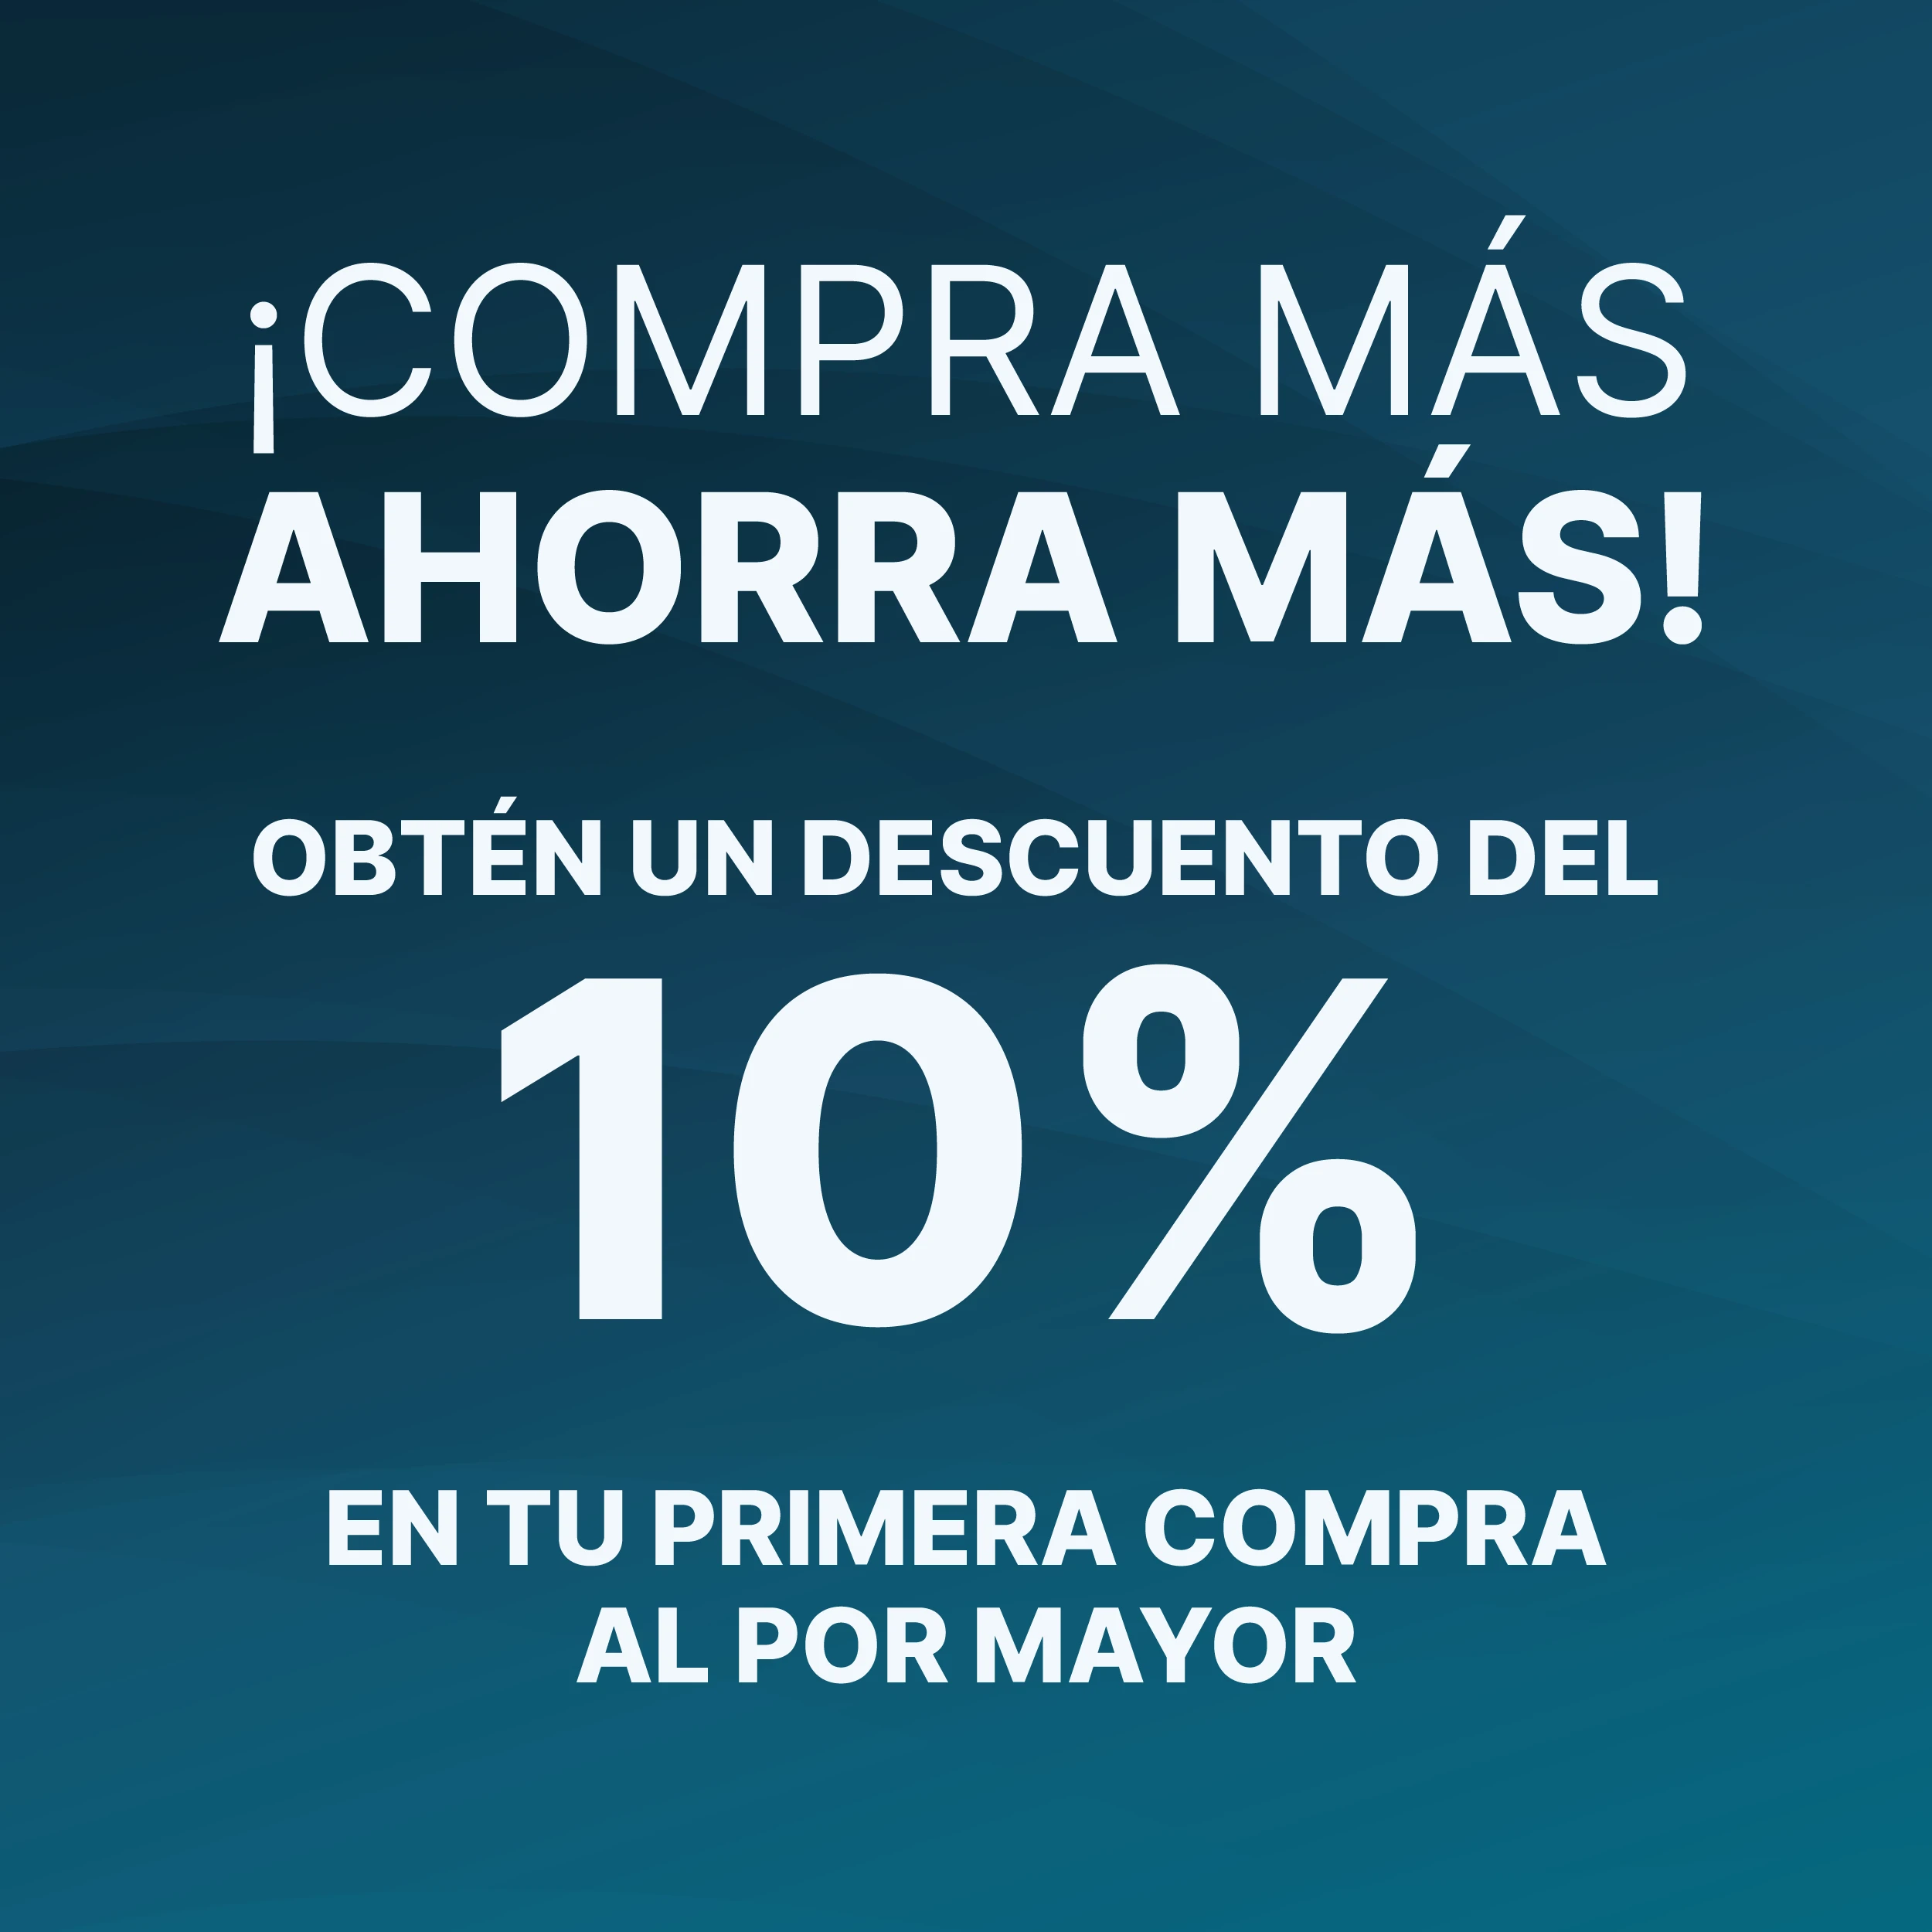 ¡COMPRA MÁS
AHORRA MÁS!
OBTÉN UN DESCUENTO DEL
10%
EN TU PRIMERA COMPRA
AL POR MAYOR